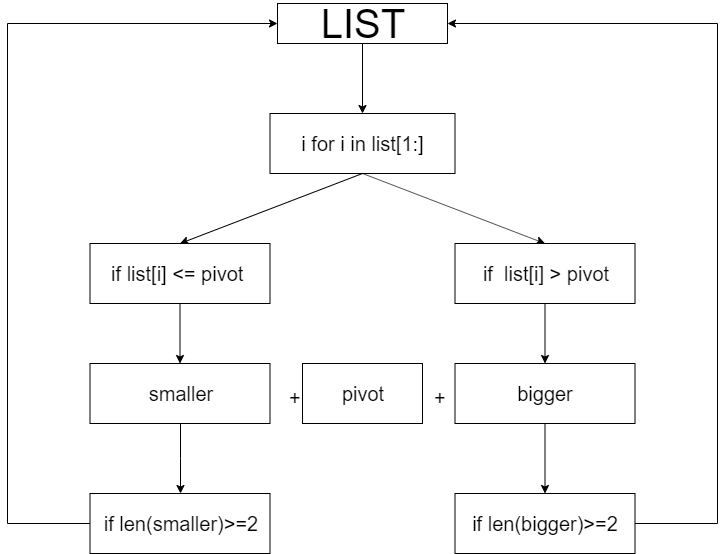 LIST
i for i in list[1:]
if list[i] <= pivot
if list[i] > pivot
smaller
+
pivot
+
bigger
if len(smaller)>=2
if len(bigger)>=2